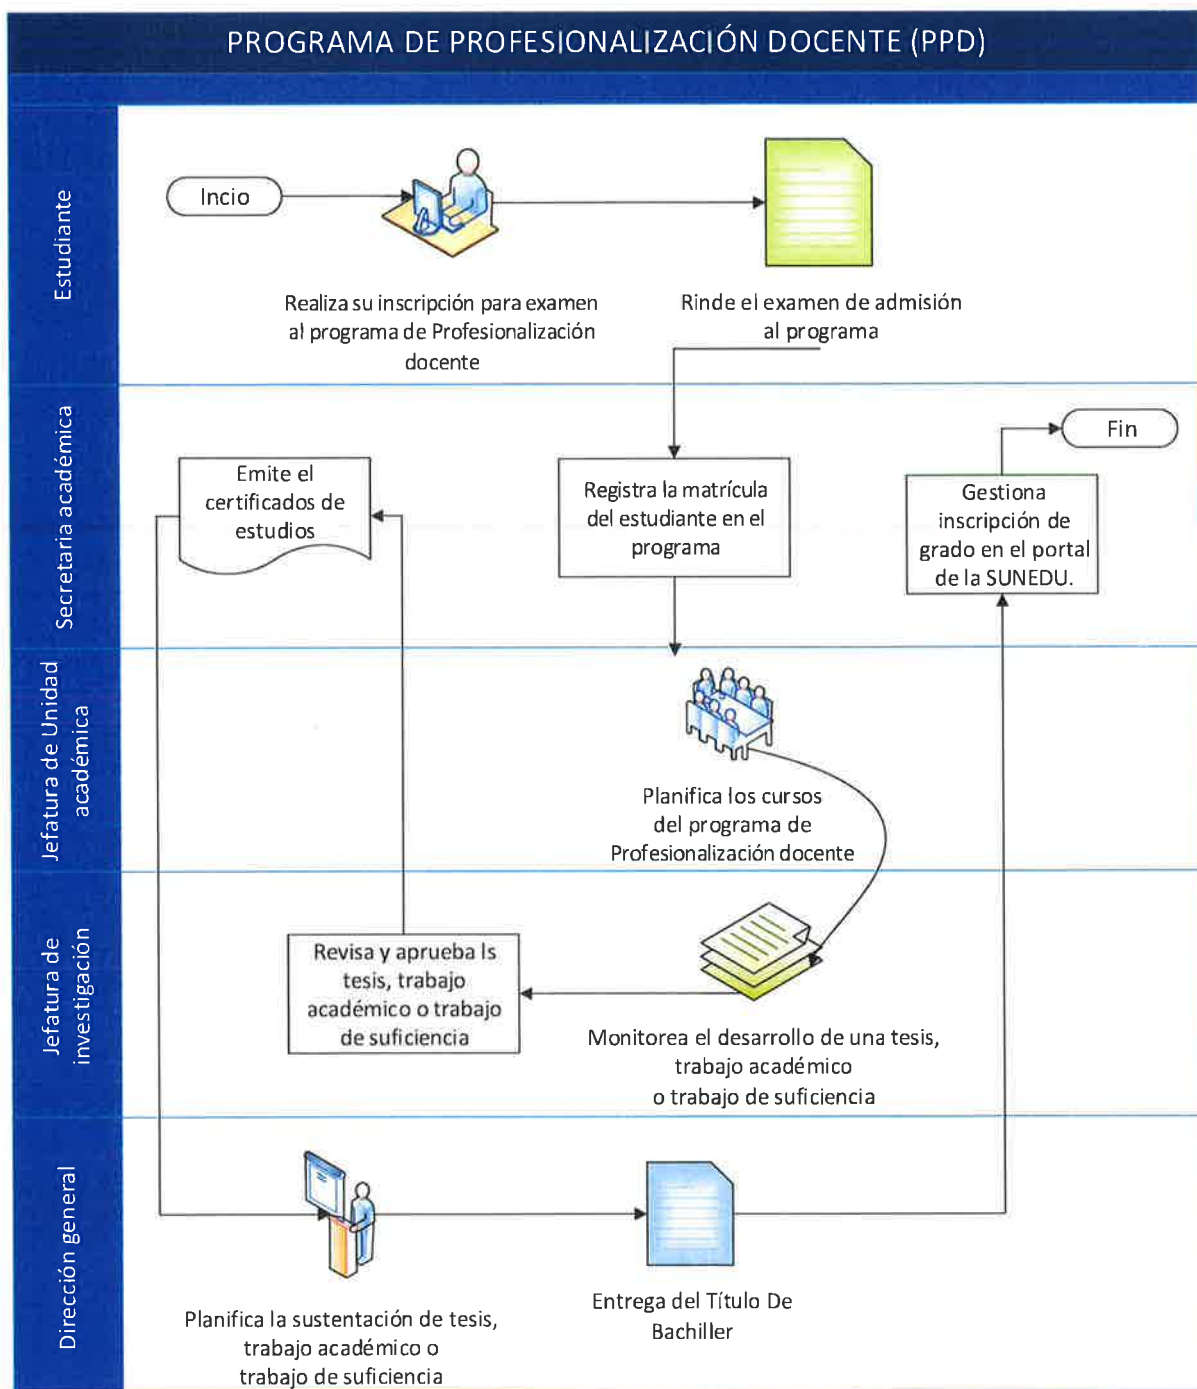 PROGRAMA DE PROFESIONALIZACIÓN DOCENTE (PPD)
Estudiante
Incio
Realiza su inscripción para examen
al programa de Profesionalización
docente
Rinde el examen de admisión
al programa
Secretaria académica
Emite el
certificados de
estudios
Registra la matrícula
del estudiante en el
programa
Fin
Gestiona
inscripción de
grado en el portal
de la SUNEDU.
Jefatura de Unidad
académica
Planifica los cursos
del programa de
Profesionalización docente
Jefatura de
investigación
Revisa y aprueba ls
tesis, trabajo
académico o trabajo
de suficiencia
Monitorea el desarrollo de una tesis,
trabajo académico
o trabajo de suficiencia
Dirección general
Planifica la sustentación de tesis,
trabajo académico o
trabajo de suficiencia
Entrega del Título De
Bachiller